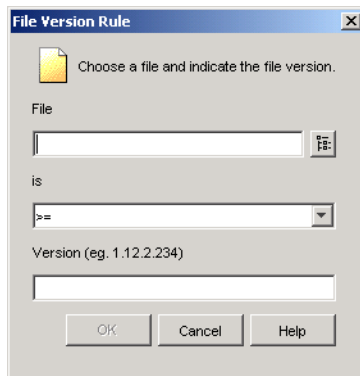 File Version Rule
Choose a file and indicate the file version.
File
is
>=
Version (eg. 1.12.2.234)
OK Cancel Help